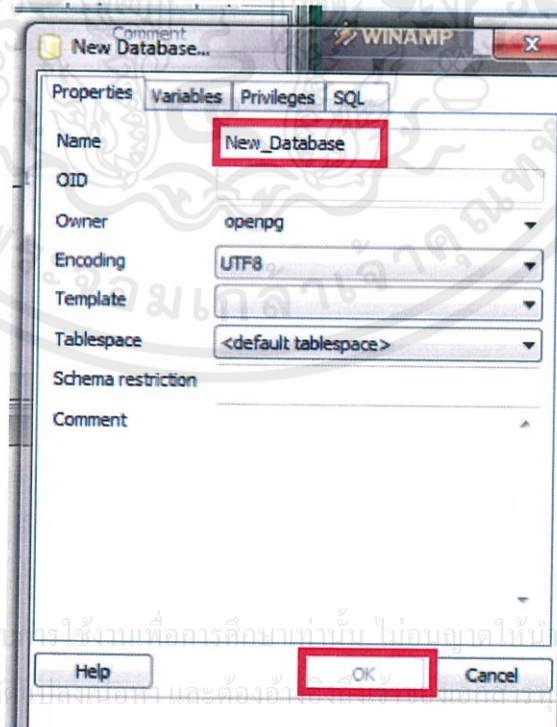 Comment
WINAMP
New Database...
Properties Variables Privileges SQL
Name New_Database
OID
Owner openpg
Encoding UTF8
Template
Tablespace <default tablespace>
Schema restriction
Comment
Help OK Cancel